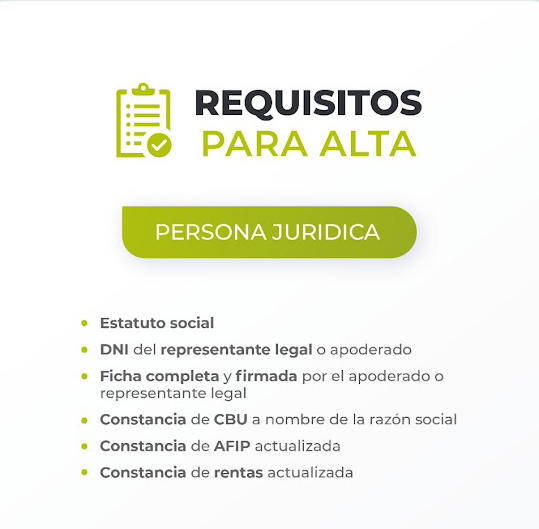 REQUISITOS
PARA ALTA
PERSONA JURIDICA
Estatuto social
DNI del representante legal o apoderado
Ficha completa y firmada por el apoderado o
representante legal
Constancia de CBU a nombre de la razón social
Constancia de AFIP actualizada
Constancia de rentas actualizada